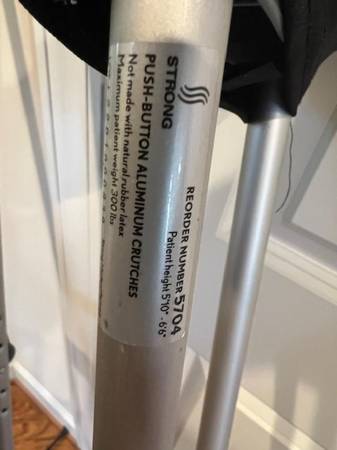 STRONG
PUSH-BUTTON ALUMINUM CRUTCHES
Not made with natural rubber latex
Maximum patient weight 300 lbs
REORDER NUMBER 5704
Patient height 5'10" - 6'6"